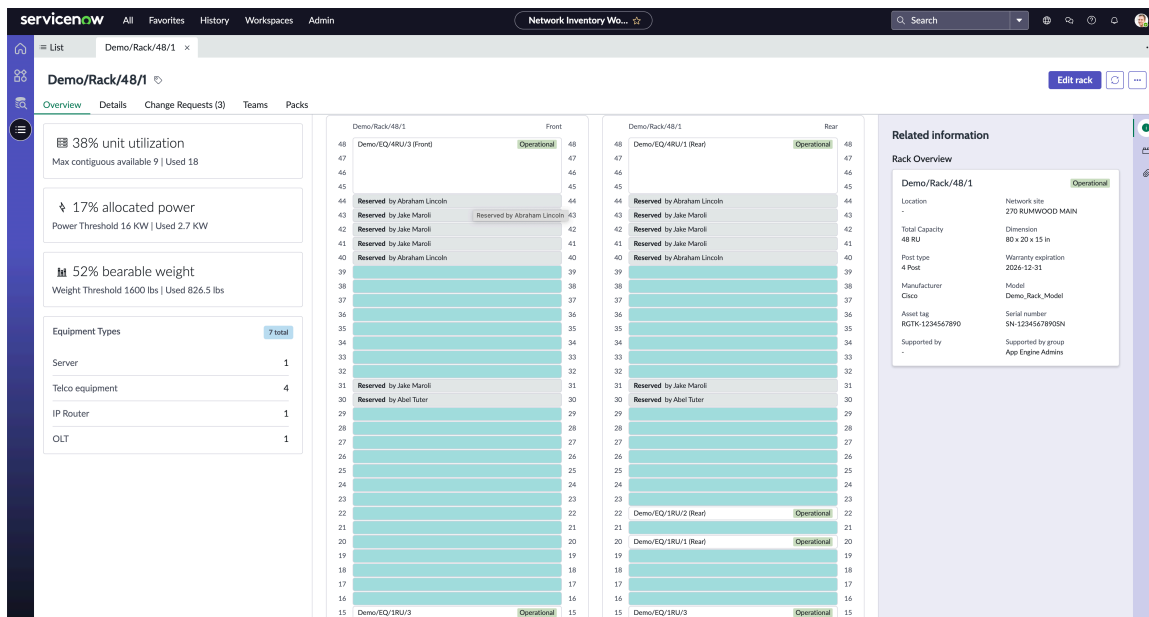 servicenow All Favorites History Workspaces Admin Network Inventory Wo... Search
List Demo/Rack/48/1
Demo/Rack/48/1 Edit rack
Overview Details Change Requests (3) Teams Packs
38% unit utilization
Max contiguous available 9 | Used 18
17% allocated power
Power Threshold 16 KW | Used 2.7 KW
52% bearable weight
Weight Threshold 1600 lbs | Used 826.5 lbs
Equipment Types 7 total
Server 1
Telco equipment 4
IP Router 1
OLT 1
Demo/Rack/48/1 Front
48 Demo/EQ/4RU/3 (Front) Operational 48
47 47
46 46
45 45
44 Reserved by Abraham Lincoln 44
43 Reserved by Jake Maroli Reserved by Abraham Lincoln 43
42 Reserved by Jake Maroli 42
41 Reserved by Jake Maroli 41
40 Reserved by Abraham Lincoln 40
39 39
38 38
37 37
36 36
35 35
34 34
33 33
32 32
31 Reserved by Jake Maroli 31
30 Reserved by Abel Tuter 30
29 29
28 28
27 27
26 26
25 25
24 24
23 23
22 22
21 21
20 20
19 19
18 18
17 17
16 16
15 Demo/EQ/1RU/3 Operational 15
Demo/Rack/48/1 Rear
48 Demo/EQ/4RU/1 (Rear) Operational 48
47 47
46 46
45 45
44 Reserved by Abraham Lincoln 44
43 Reserved by Jake Maroli 43
42 Reserved by Jake Maroli 42
41 Reserved by Jake Maroli 41
40 Reserved by Abraham Lincoln 40
39 39
38 38
37 37
36 36
35 35
34 34
33 33
32 32
31 Reserved by Jake Maroli 31
30 Reserved by Abel Tuter 30
29 29
28 28
27 27
26 26
25 25
24 24
23 23
22 Demo/EQ/1RU/2 (Rear) Operational 22
21 21
20 Demo/EQ/1RU/1 (Rear) Operational 20
19 19
18 18
17 17
16 16
15 Demo/EQ/1RU/3 Operational 15
Related information
Rack Overview
Demo/Rack/48/1 Operational
Location Network site
- 270 RUMWOOD MAIN
Total Capacity Dimension
48 RU 80 x 20 x 15 in
Post type Warranty expiration
4 Post 2026-12-31
Manufacturer Model
Cisco Demo_Rack_Model
Asset tag Serial number
RGTK-1234567890 SN-1234567890SN
Supported by Supported by group
- App Engine Admins